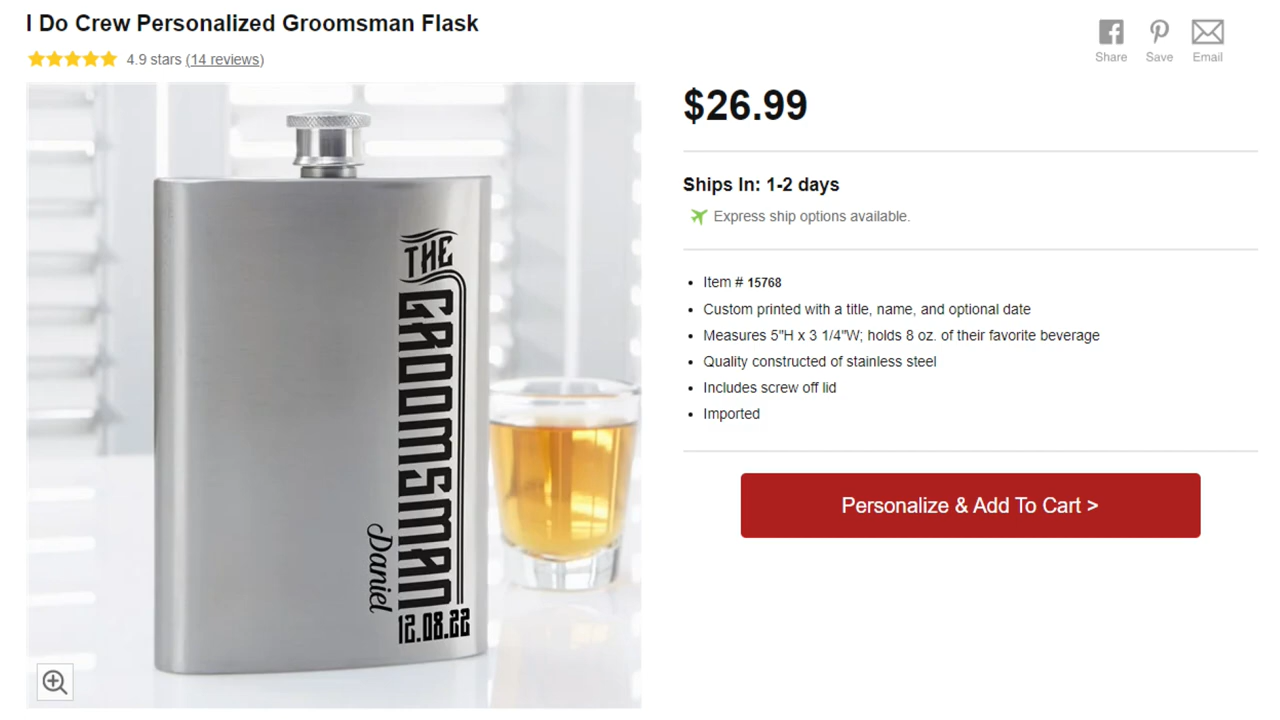 I Do Crew Personalized Groomsman Flask
4.9 stars (14 reviews)
Share
Save
Email
THE
GROOMSMAN
Daniel
12.08.22
$26.99
Ships In: 1-2 days
Express ship options available.
Item # 15768
Custom printed with a title, name, and optional date
Measures 5"H x 3 1/4"W; holds 8 oz. of their favorite beverage
Quality constructed of stainless steel
Includes screw off lid
Imported
Personalize & Add To Cart >